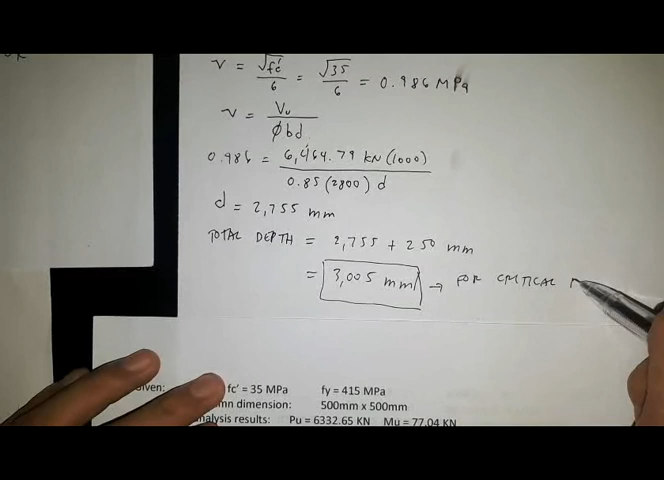 v = √fc' / 6 = √35 / 6 = 0.986 MPa
v = Vu / φbd
0.986 = 6,464.79 kN (1000) / 0.85 (2800) d
d = 2,755 mm
TOTAL DEPTH = 2,755 + 250 mm
= 3,005 mm → FOR CRITICAL
fc' = 35 MPa fy = 415 MPa
dimension: 500mm x 500mm
results: Pu = 6332.65 KN Mu = 77.04 KN